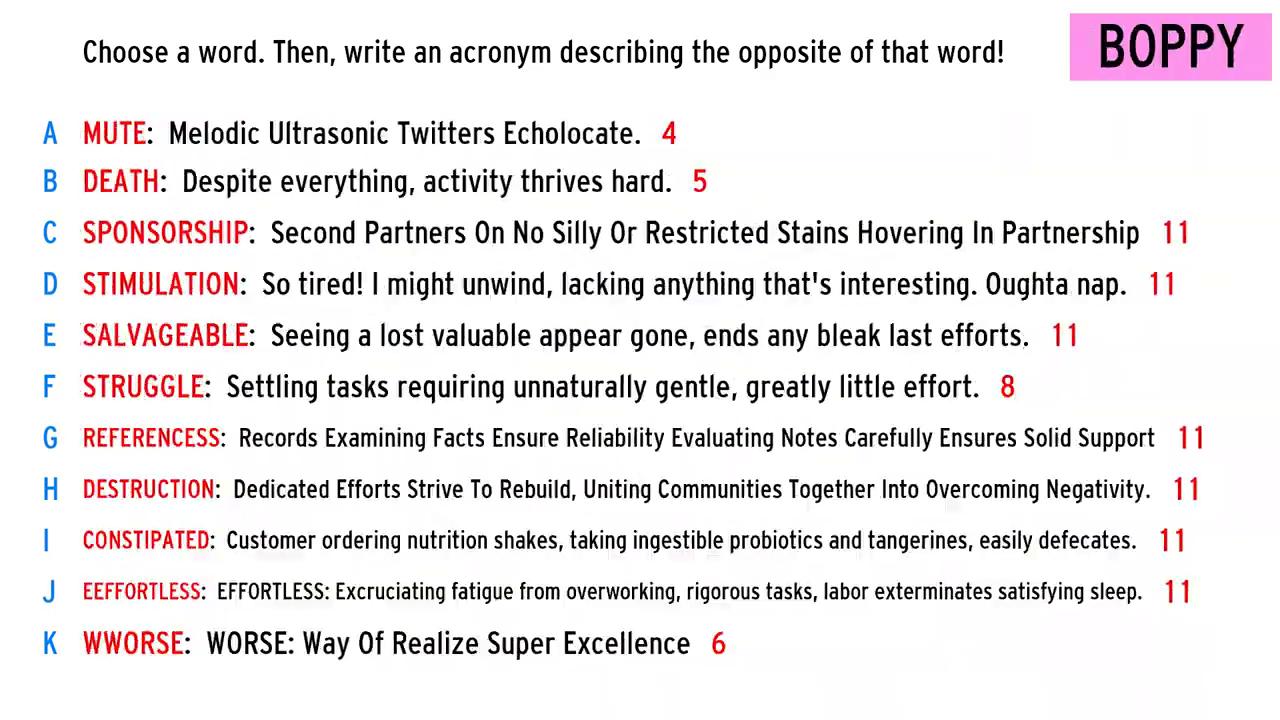 Choose a word. Then, write an acronym describing the opposite of that word!
BOPPY
A MUTE: Melodic Ultrasonic Twitters Echolocate. 4
B DEATH: Despite everything, activity thrives hard. 5
C SPONSORSHIP: Second Partners On No Silly Or Restricted Stains Hovering In Partnership 11
D STIMULATION: So tired! I might unwind, lacking anything that's interesting. Oughta nap. 11
E SALVAGEABLE: Seeing a lost valuable appear gone, ends any bleak last efforts. 11
F STRUGGLE: Settling tasks requiring unnaturally gentle, greatly little effort. 8
G REFERENCESS: Records Examining Facts Ensure Reliability Evaluating Notes Carefully Ensures Solid Support 11
H DESTRUCTION: Dedicated Efforts Strive To Rebuild, Uniting Communities Together Into Overcoming Negativity. 11
I CONSTIPATED: Customer ordering nutrition shakes, taking ingestible probiotics and tangerines, easily defecates. 11
J EEFFORTLESS: EFFORTLESS: Excruciating fatigue from overworking, rigorous tasks, labor exterminates satisfying sleep. 11
K WWORSE: WORSE: Way Of Realize Super Excellence 6